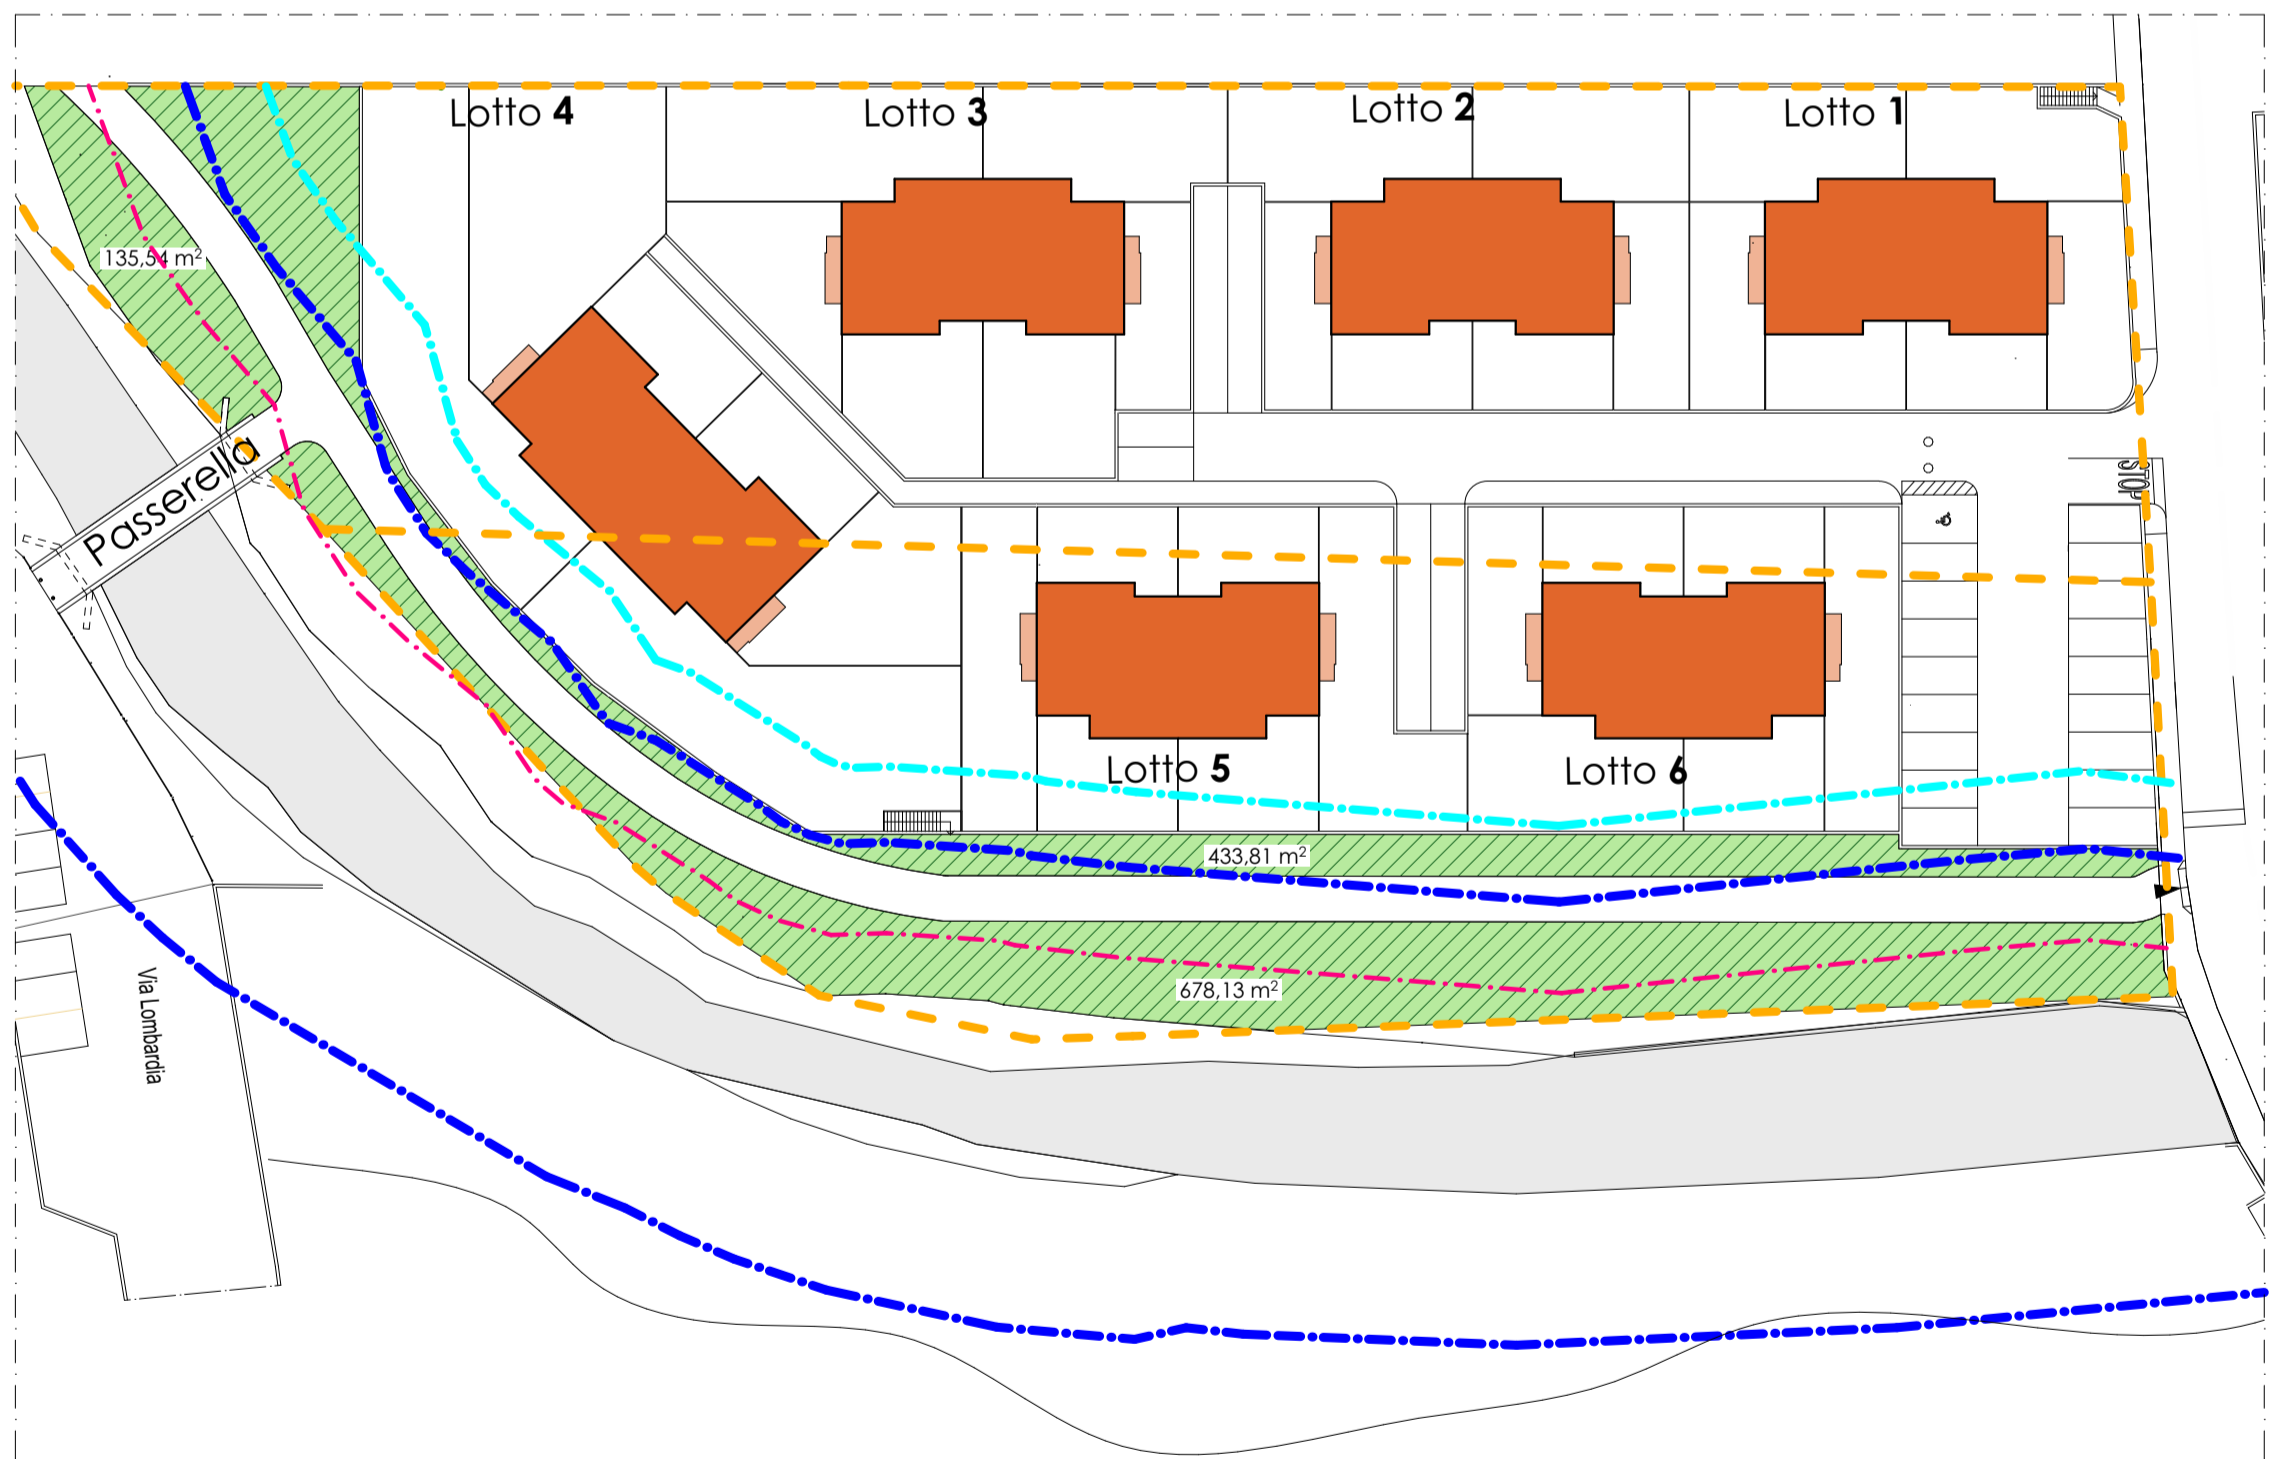 Lotto 4
Lotto 3
Lotto 2
Lotto 1
135,54 m²
Passerella
STOP
Lotto 5
Lotto 6
433,81 m²
678,13 m²
Via Lombardia